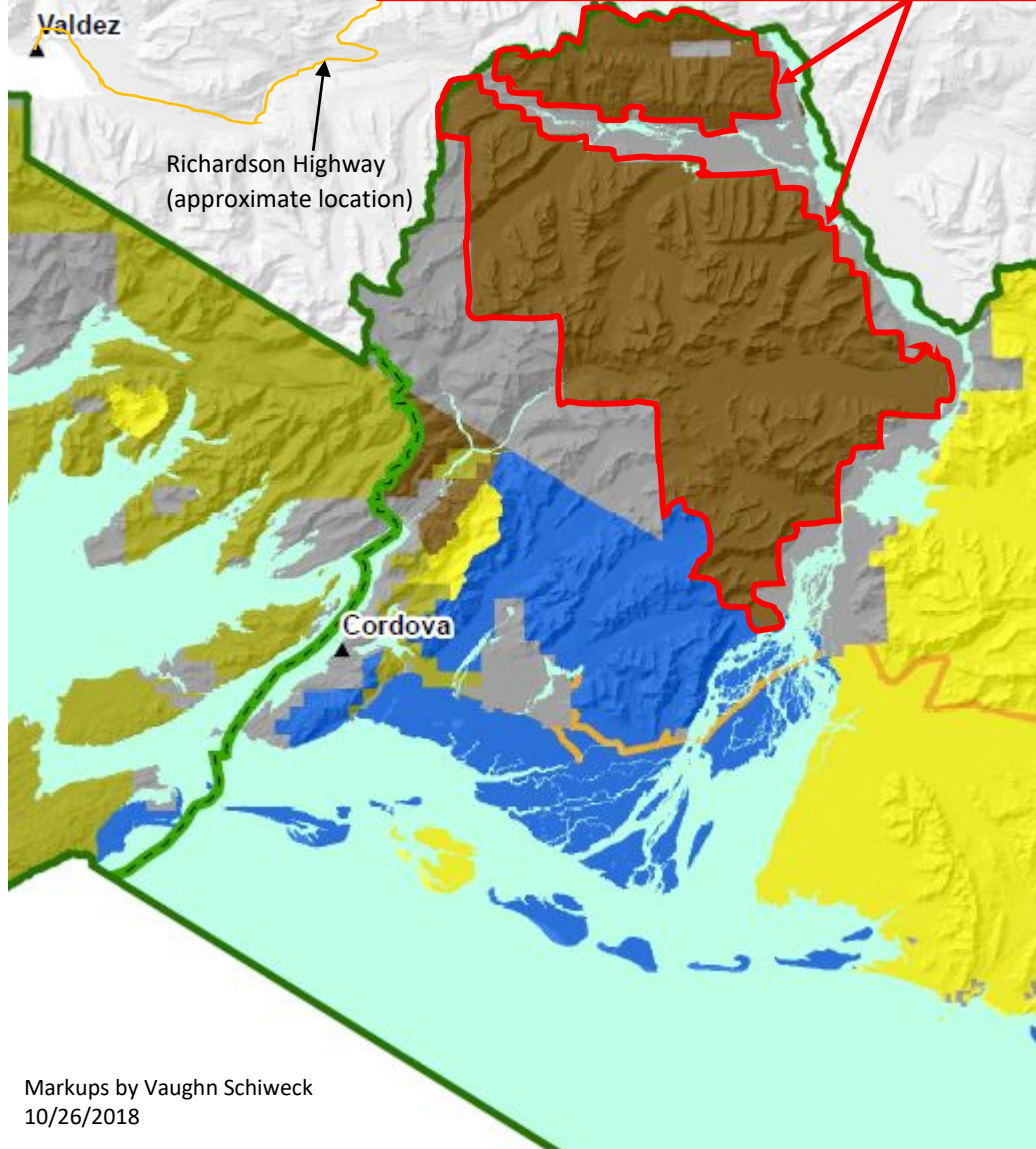 Valdez
Richardson Highway
(approximate location)
Cordova
Markups by Vaughn Schiweck
10/26/2018